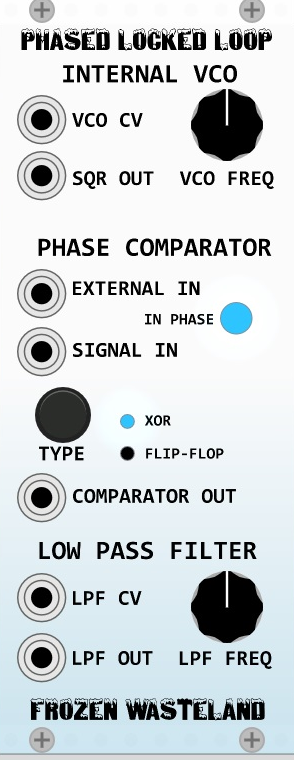 PHASED LOCKED LOOP
INTERNAL VCO
VCO CV
SQR OUT
VCO FREQ
PHASE COMPARATOR
EXTERNAL IN
IN PHASE
SIGNAL IN
TYPE
XOR
FLIP-FLOP
COMPARATOR OUT
LOW PASS FILTER
LPF CV
LPF OUT
LPF FREQ
FROZEN WASTELAND